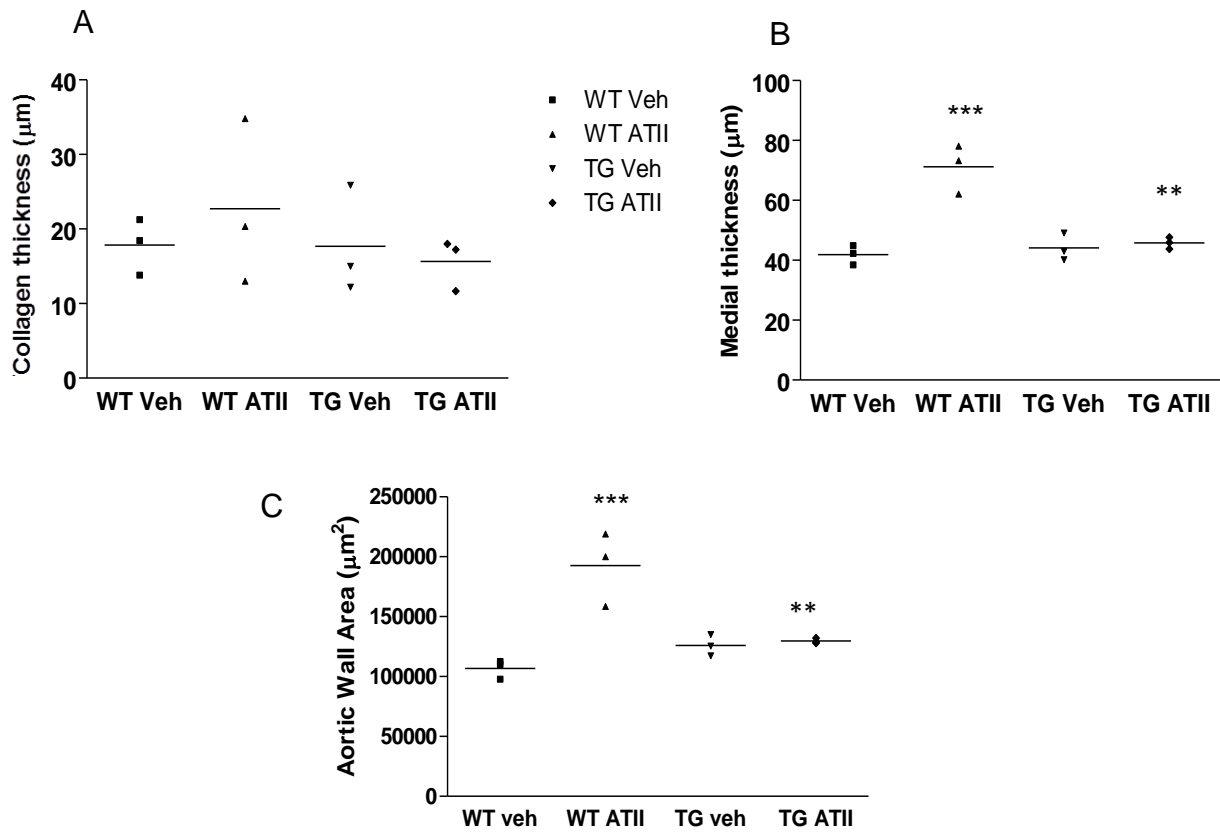 A
Collagen thickness (μm)
40
30
20
10
0
WT Veh WT ATII TG Veh TG ATII
WT Veh
WT ATII
TG Veh
TG ATII
B
Medial thickness (μm)
100
80
60
40
20
0
***
**
WT Veh WT ATII TG Veh TG ATII
C
Aortic Wall Area (μm²)
250000
200000
150000
100000
50000
0
***
**
WT veh WT ATII TG veh TG ATII